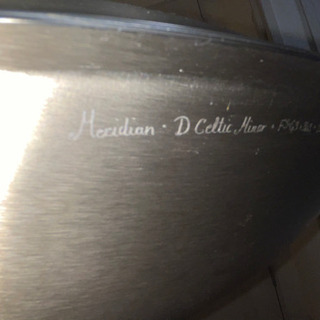 Meridian · D Celtic Minor ·